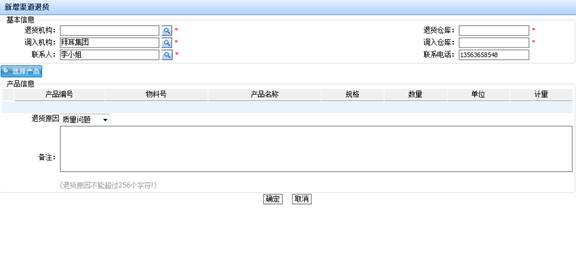 新增渠道退货
基本信息
退货机构： * 退货仓库： *
调入机构： 拜耳集团 * 调入仓库： *
联系人： 李小姐 * 联系电话： 13563658548
选择产品
产品信息
产品编号 物料号 产品名称 规格 数量 单位 计量
退货原因 质量问题
备注：
(退货原因不能超过256个字符!)
确定 取消